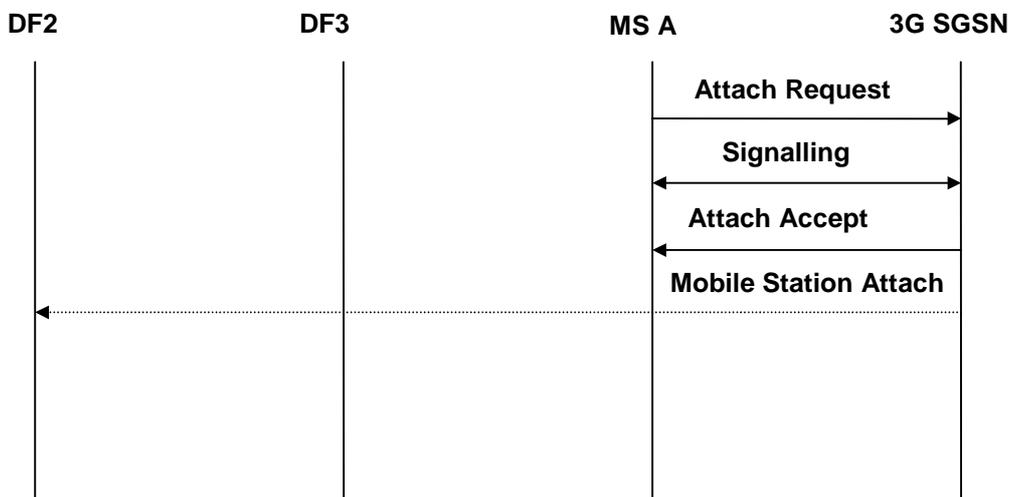 DF2 DF3 MS A 3G SGSN
Attach Request
Signalling
Attach Accept
Mobile Station Attach